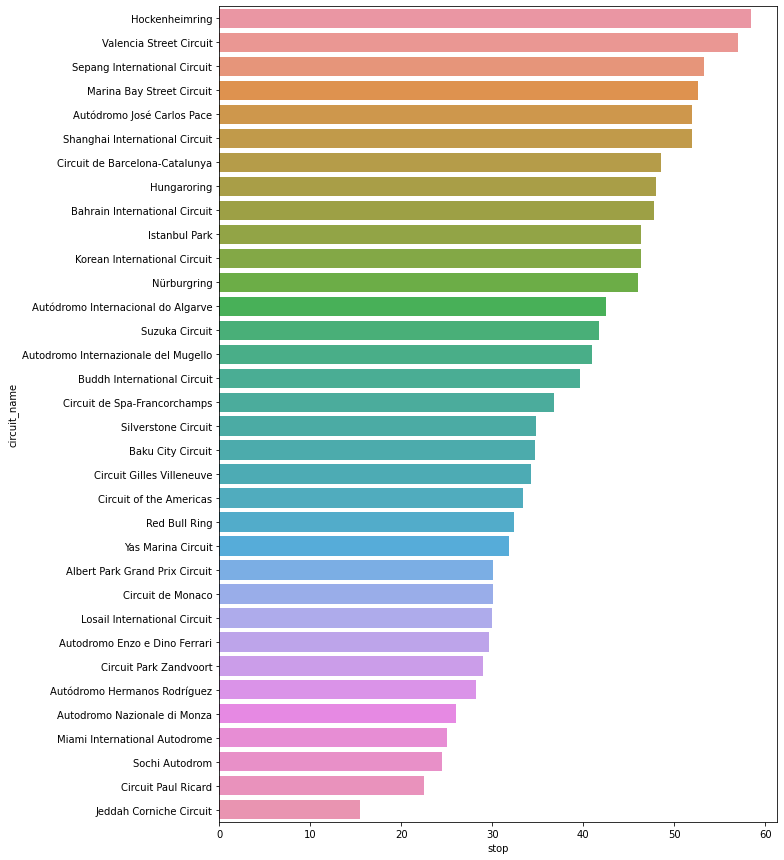 Hockenheimring
Valencia Street Circuit
Sepang International Circuit
Marina Bay Street Circuit
Autódromo José Carlos Pace
Shanghai International Circuit
Circuit de Barcelona-Catalunya
Hungaroring
Bahrain International Circuit
Istanbul Park
Korean International Circuit
Nürburgring
Autódromo Internacional do Algarve
Suzuka Circuit
Autodromo Internazionale del Mugello
Buddh International Circuit
Circuit de Spa-Francorchamps
Silverstone Circuit
Baku City Circuit
Circuit Gilles Villeneuve
Circuit of the Americas
Red Bull Ring
Yas Marina Circuit
Albert Park Grand Prix Circuit
Circuit de Monaco
Losail International Circuit
Autodromo Enzo e Dino Ferrari
Circuit Park Zandvoort
Autódromo Hermanos Rodríguez
Autodromo Nazionale di Monza
Miami International Autodrome
Sochi Autodrom
Circuit Paul Ricard
Jeddah Corniche Circuit
circuit_name
0 10 20 30 40 50 60
stop